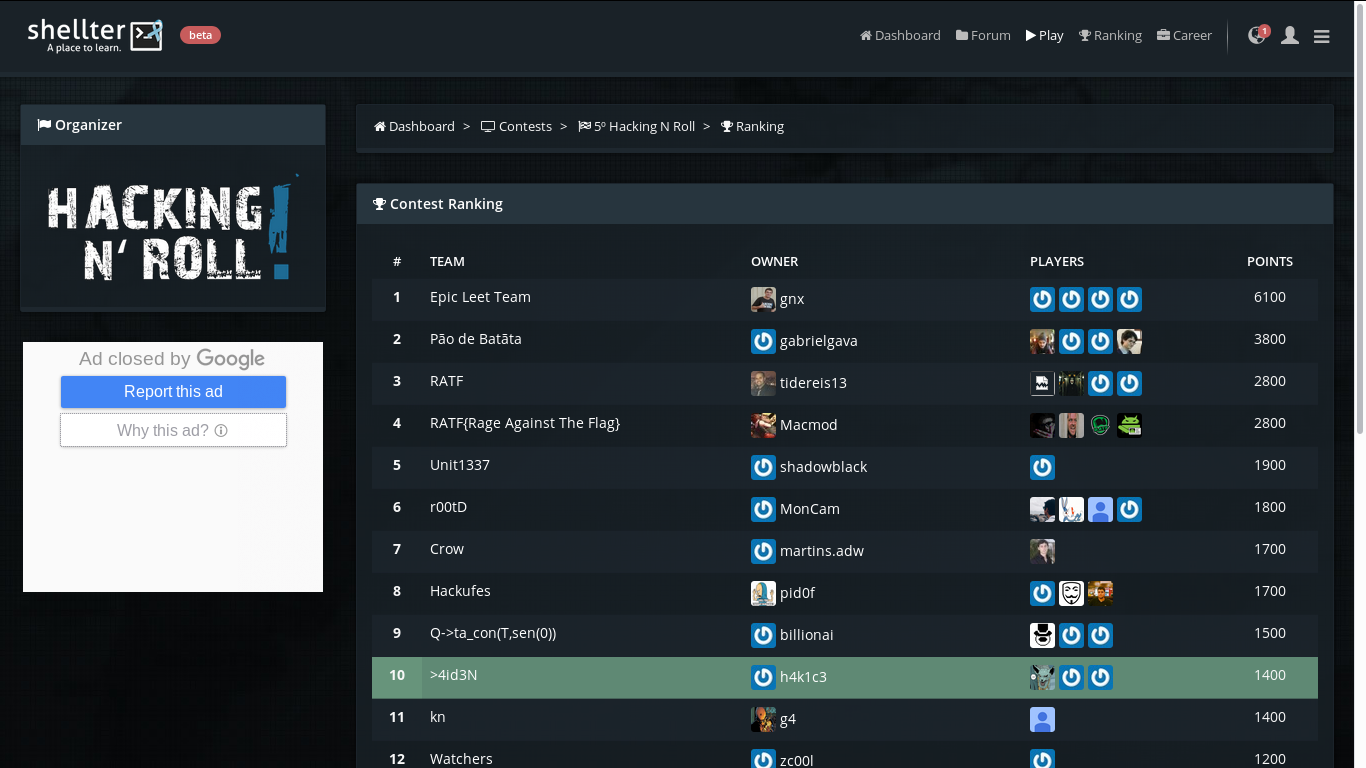 shellter
A place to learn.
beta
Dashboard Forum Play Ranking Career 1
Organizer
HACKING
N' ROLL!
Ad closed by Google
Report this ad
Why this ad?
Dashboard > Contests > 5º Hacking N Roll > Ranking
Contest Ranking
# TEAM OWNER PLAYERS POINTS
1 Epic Leet Team gnx 6100
2 Pão de Batāta gabrielgava 3800
3 RATF tidereis13 2800
4 RATF{Rage Against The Flag} Macmod 2800
5 Unit1337 shadowblack 1900
6 r00tD MonCam 1800
7 Crow martins.adw 1700
8 Hackufes pid0f 1700
9 Q->ta_con(T,sen(0)) billionai 1500
10 >4id3N h4k1c3 1400
11 kn g4 1400
12 Watchers zc00l 1200